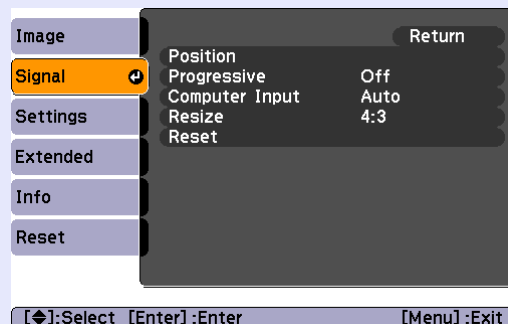 Image
Signal
Settings
Extended
Info
Reset
Return
Position
Progressive Off
Computer Input Auto
Resize 4:3
Reset
[◆]:Select [Enter]:Enter [Menu]:Exit